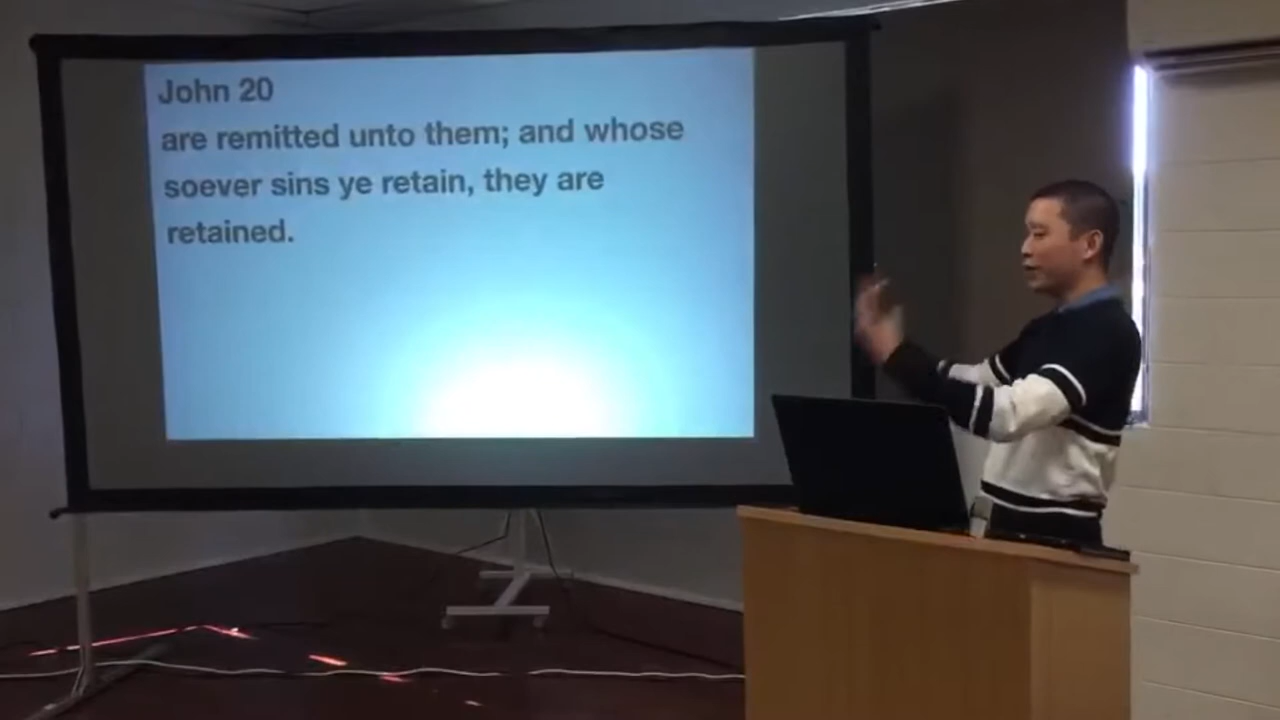 John 20
are remitted unto them; and whose
soever sins ye retain, they are
retained.